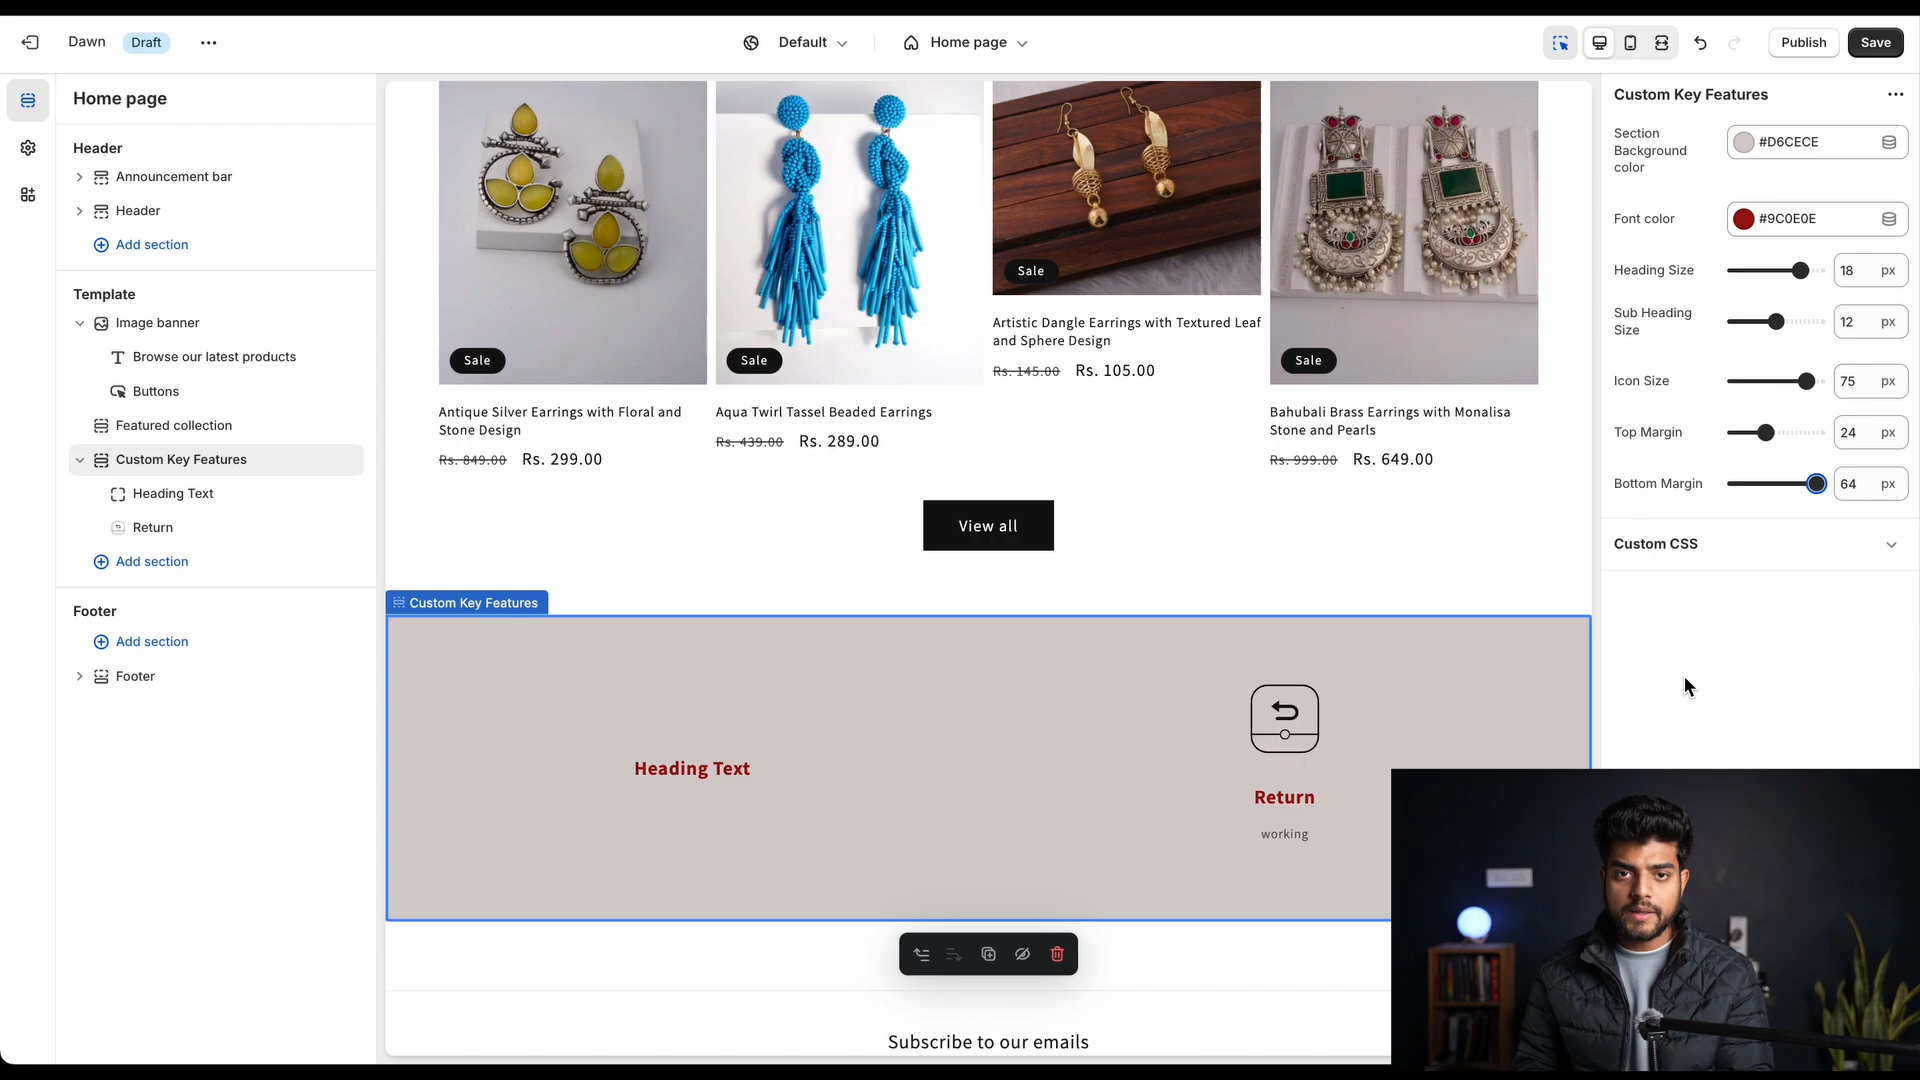 Dawn
Draft
Default
Home page
Publish
Save
Home page
Header
Announcement bar
Header
Add section
Template
Image banner
Browse our latest products
Buttons
Featured collection
Custom Key Features
Heading Text
Return
Add section
Footer
Add section
Footer
Sale
Antique Silver Earrings with Floral and
Stone Design
Rs. 849.00 Rs. 299.00
Sale
Aqua Twirl Tassel Beaded Earrings
Rs. 439.00 Rs. 289.00
Sale
Artistic Dangle Earrings with Textured Leaf
and Sphere Design
Rs. 145.00 Rs. 105.00
Sale
Bahubali Brass Earrings with Monalisa
Stone and Pearls
Rs. 999.00 Rs. 649.00
View all
Custom Key Features
Heading Text
Return
working
Subscribe to our emails
Custom Key Features
Section
Background
color
#D6CECE
Font color
#9C0E0E
Heading Size
18 px
Sub Heading
Size
12 px
Icon Size
75 px
Top Margin
24 px
Bottom Margin
64 px
Custom CSS